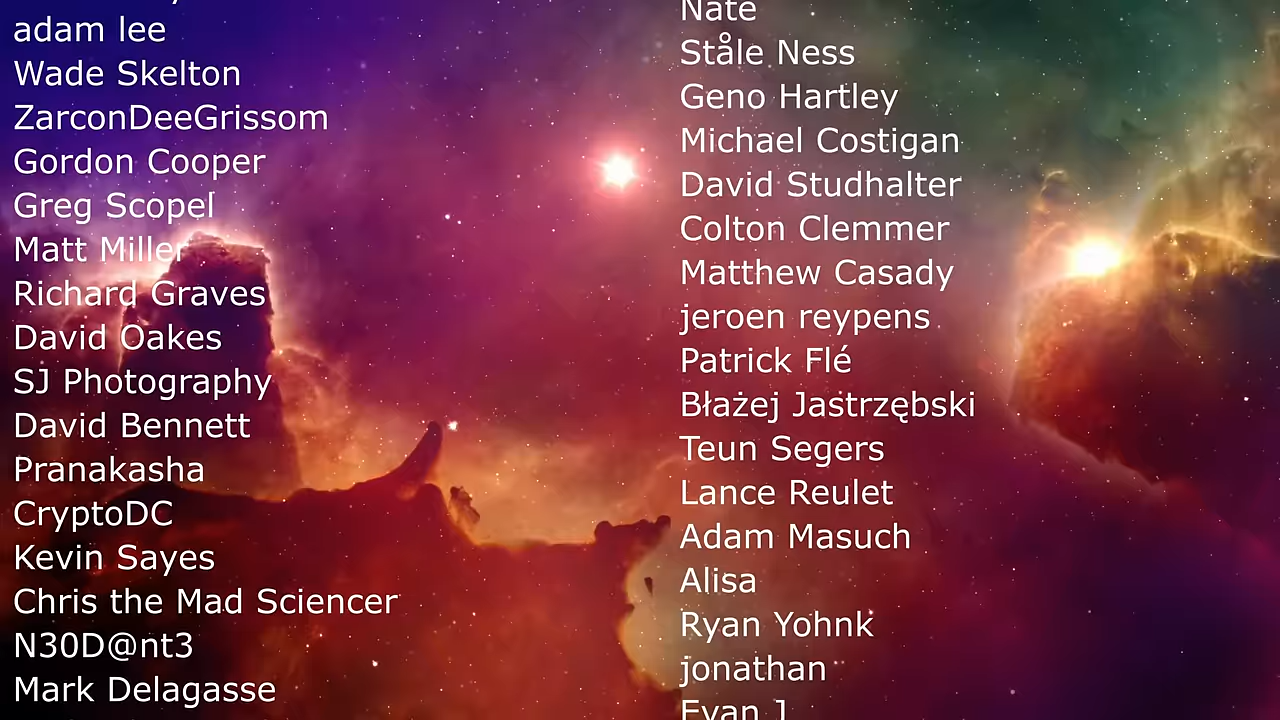 adam lee
Wade Skelton
ZarconDeeGrissom
Gordon Cooper
Greg Scopel
Matt Miller
Richard Graves
David Oakes
SJ Photography
David Bennett
Pranakasha
CryptoDC
Kevin Sayes
Chris the Mad Sciencer
N30D@nt3
Mark Delagasse
Nate
Ståle Ness
Geno Hartley
Michael Costigan
David Studhalter
Colton Clemmer
Matthew Casady
jeroen reypens
Patrick Flé
Błażej Jastrzębski
Teun Segers
Lance Reulet
Adam Masuch
Alisa
Ryan Yohnk
jonathan
Evan J